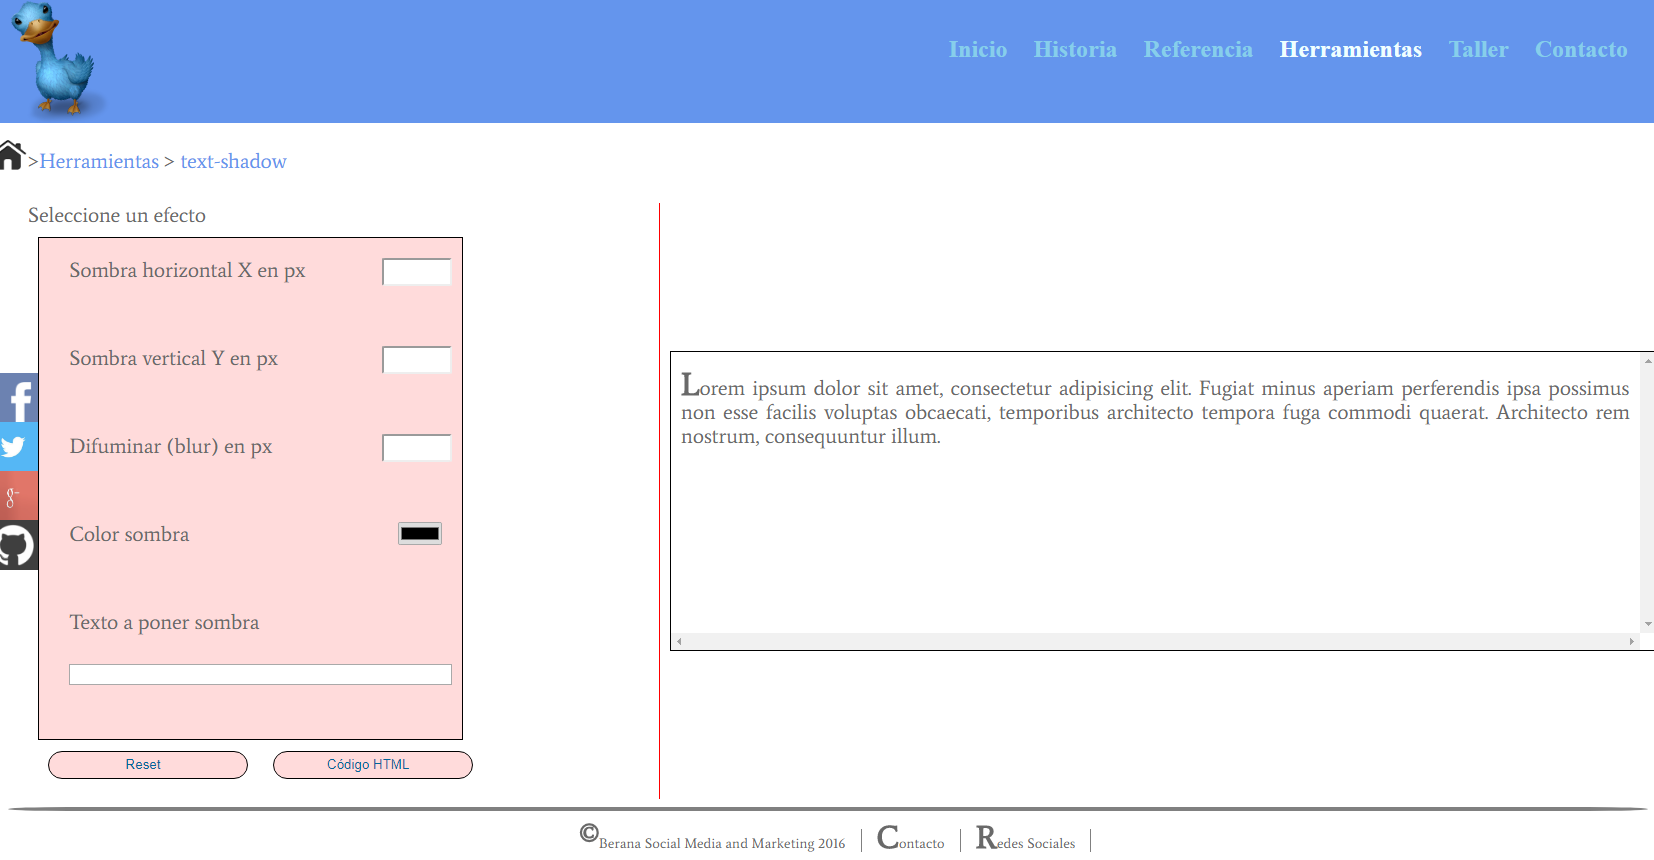 Inicio Historia Referencia Herramientas Taller Contacto
>Herramientas > text-shadow
Seleccione un efecto
Sombra horizontal X en px
Sombra vertical Y en px
Difuminar (blur) en px
Color sombra
Texto a poner sombra
Reset
Código HTML
Lorem ipsum dolor sit amet, consectetur adipisicing elit. Fugiat minus aperiam perferendis ipsa possimus
non esse facilis voluptas obcaecati, temporibus architecto tempora fuga commodi quaerat. Architecto rem
nostrum, consequuntur illum.
©Berana Social Media and Marketing 2016 | Contacto | Redes Sociales |